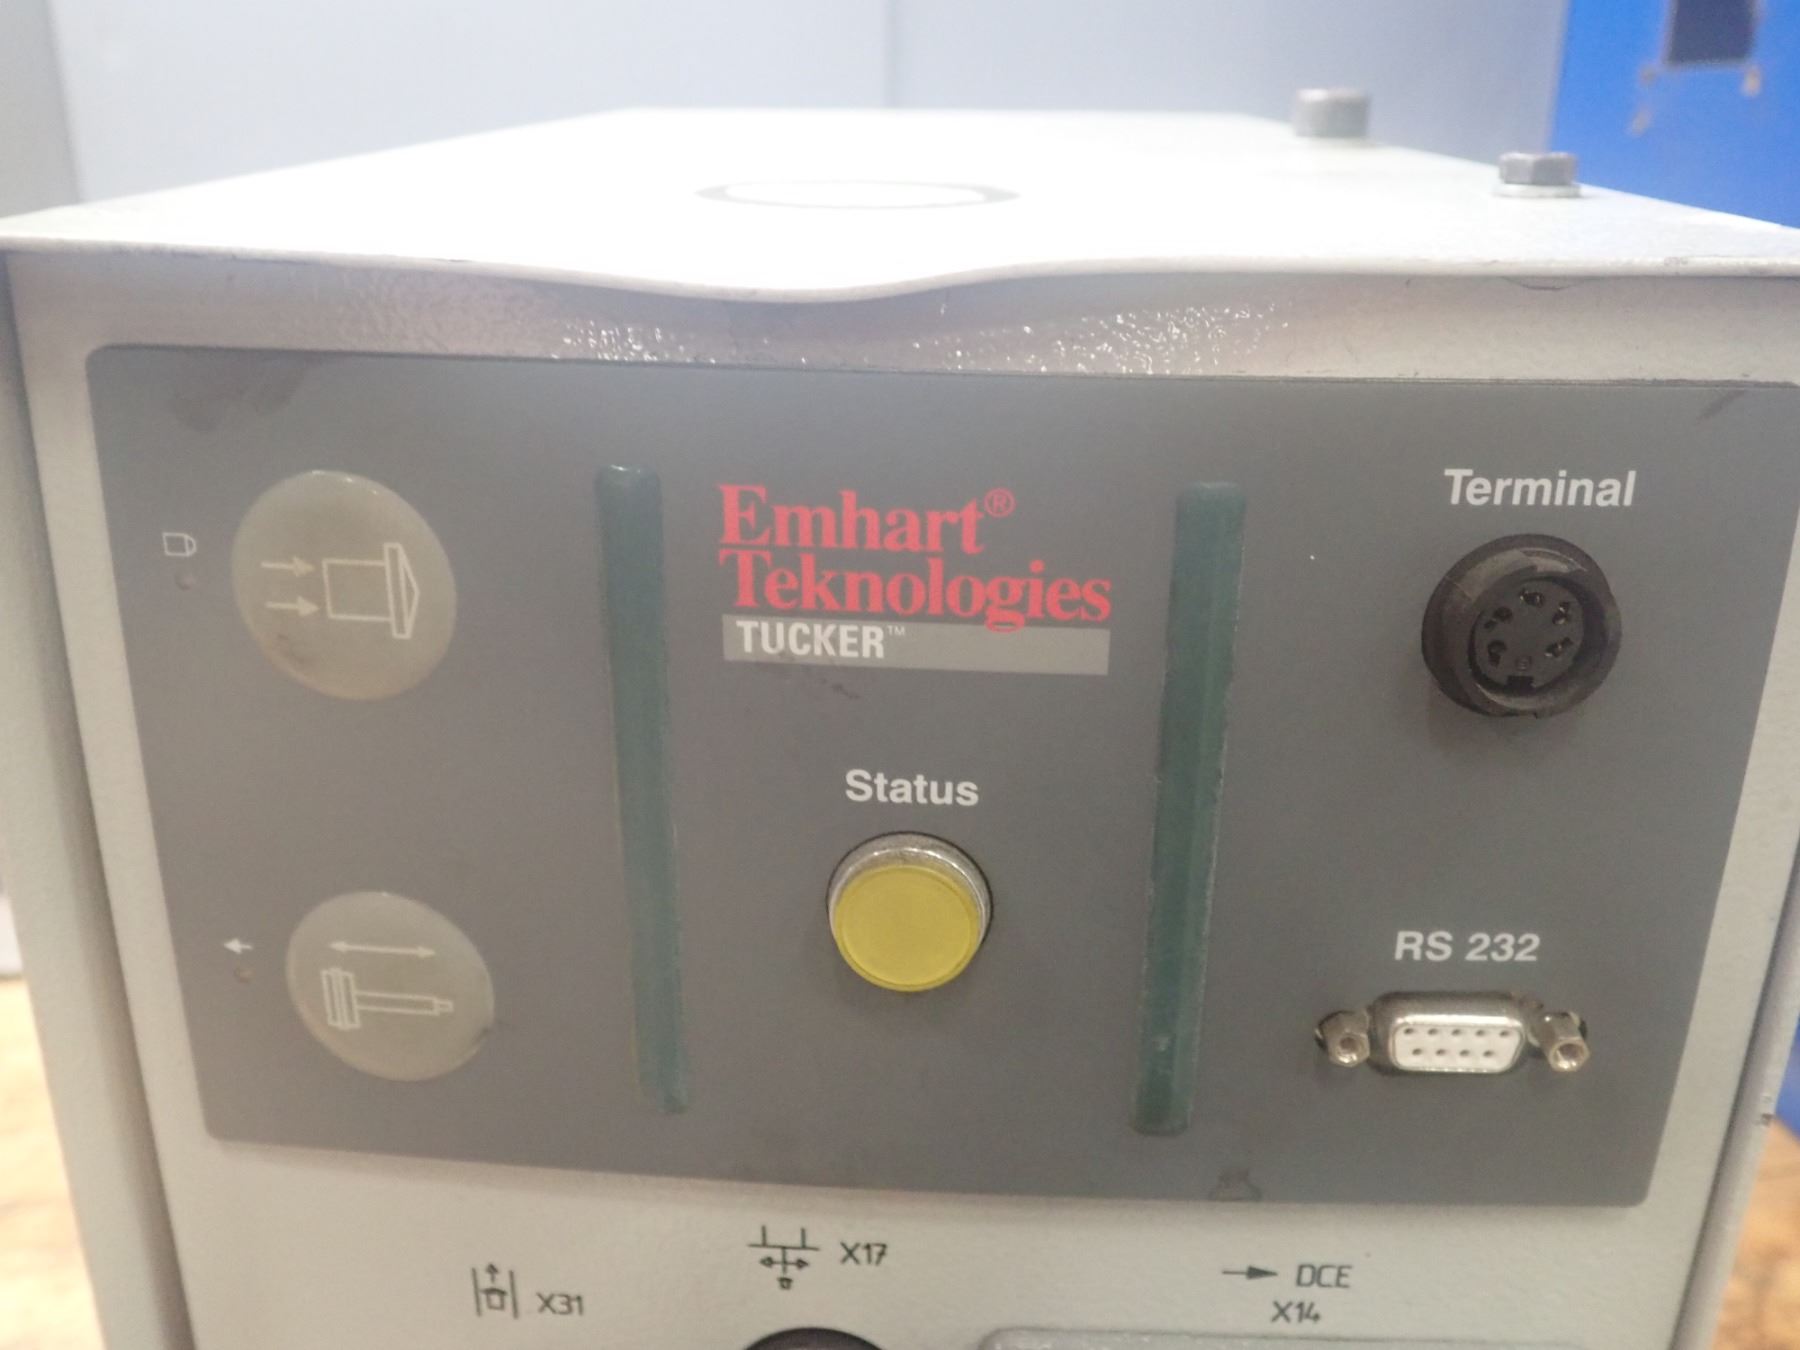 Emhart®
Teknologies
TUCKER™
Terminal
Status
RS 232
X17
X31
DCE
X14